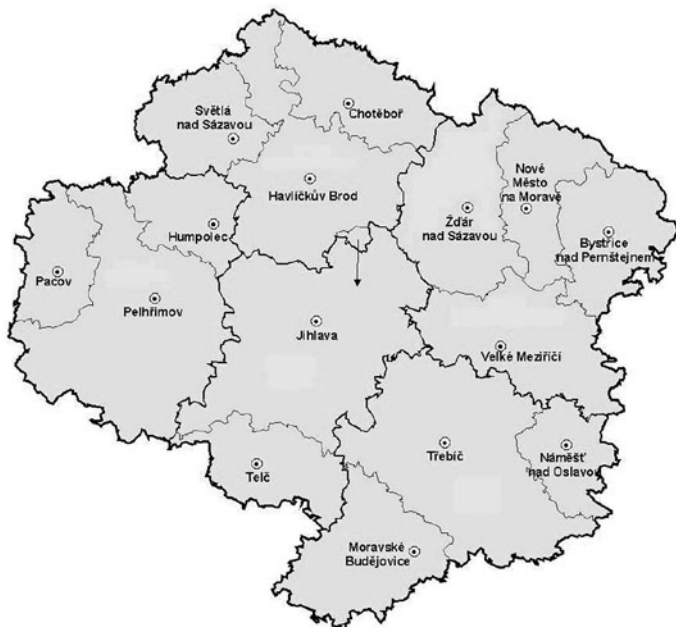 Světlá
nad Sázavou
Chotěboř
Havlíčkův Brod
Nové
Město
na Moravě
Žďár
nad Sázavou
Bystřice
nad Pernštejnem
Humpolec
Pacov
Pelhřimov
Jihlava
Velké Meziříčí
Telč
Třebíč
Náměšť
nad Oslavou
Moravské
Budějovice